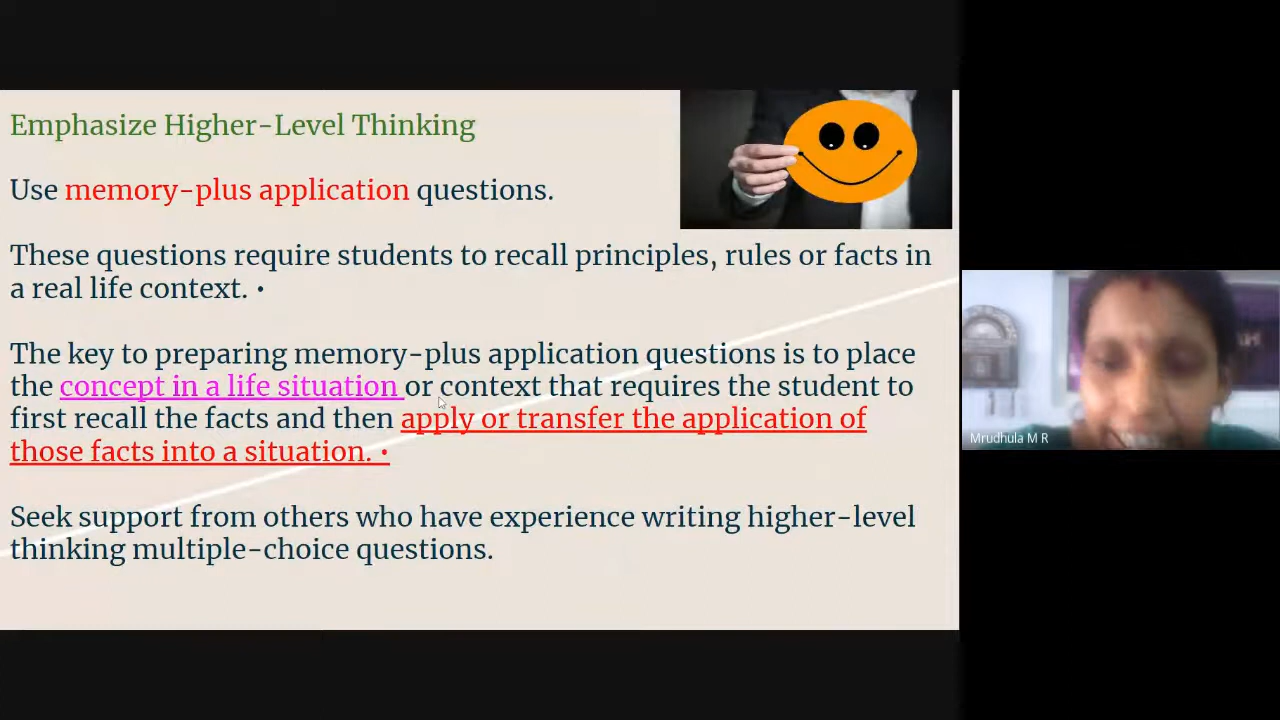 Emphasize Higher-Level Thinking
Use memory-plus application questions.
These questions require students to recall principles, rules or facts in
a real life context. •
The key to preparing memory-plus application questions is to place
the concept in a life situation or context that requires the student to
first recall the facts and then apply or transfer the application of
those facts into a situation. •
Seek support from others who have experience writing higher-level
thinking multiple-choice questions.
Mrudhula M R